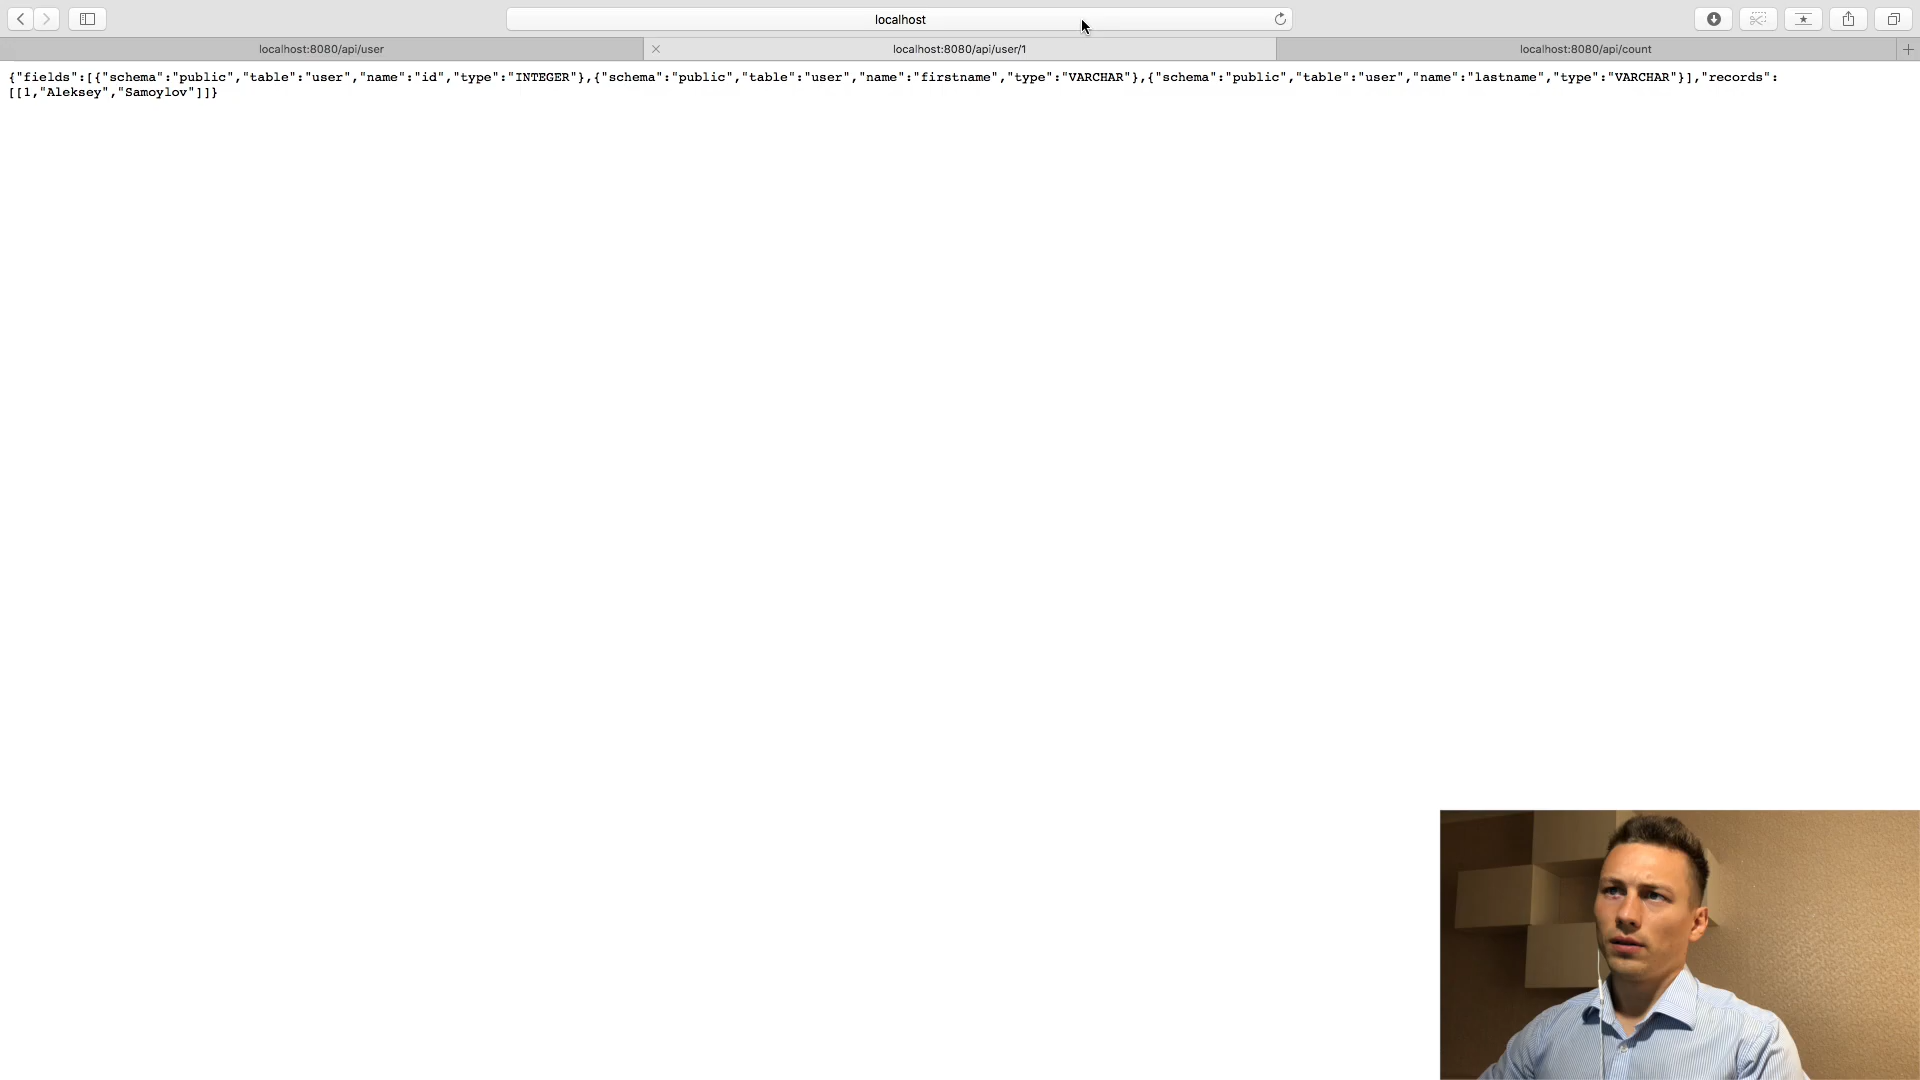 localhost
localhost:8080/api/user
localhost:8080/api/user/1
localhost:8080/api/count
{"fields":[{"schema":"public","table":"user","name":"id","type":"INTEGER"},{"schema":"public","table":"user","name":"firstname","type":"VARCHAR"},{"schema":"public","table":"user","name":"lastname","type":"VARCHAR"}],"records":
[[1,"Aleksey","Samoylov"]]}